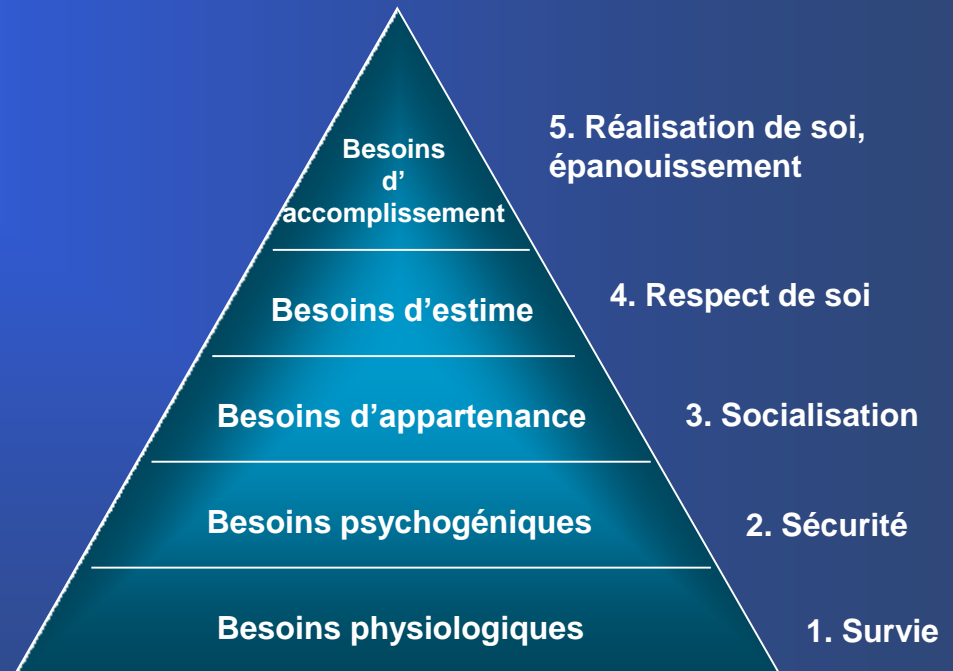 Besoins
d'
accomplissement
5. Réalisation de soi,
épanouissement
Besoins d'estime
4. Respect de soi
Besoins d'appartenance
3. Socialisation
Besoins psychogéniques
2. Sécurité
Besoins physiologiques
1. Survie